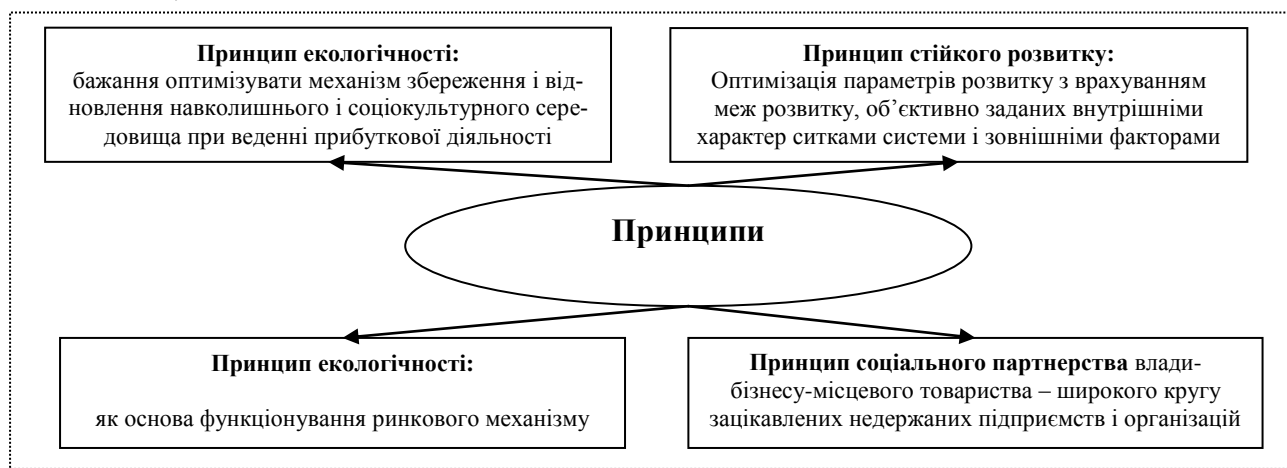 Принцип екологічності:
бажання оптимізувати механізм збереження і від-
новлення навколишнього і соціокультурного сере-
довища при веденні прибуткової діяльності
Принцип стійкого розвитку:
Оптимізація параметрів розвитку з врахуванням
меж розвитку, об’єктивно заданих внутрішніми
характер ситками системи і зовнішніми факторами
Принципи
Принцип екологічності:
як основа функціонування ринкового механізму
Принцип соціального партнерства влади-
бізнесу-місцевого товариства – широкого кругу
зацікавлених недержаних підприємств і організацій